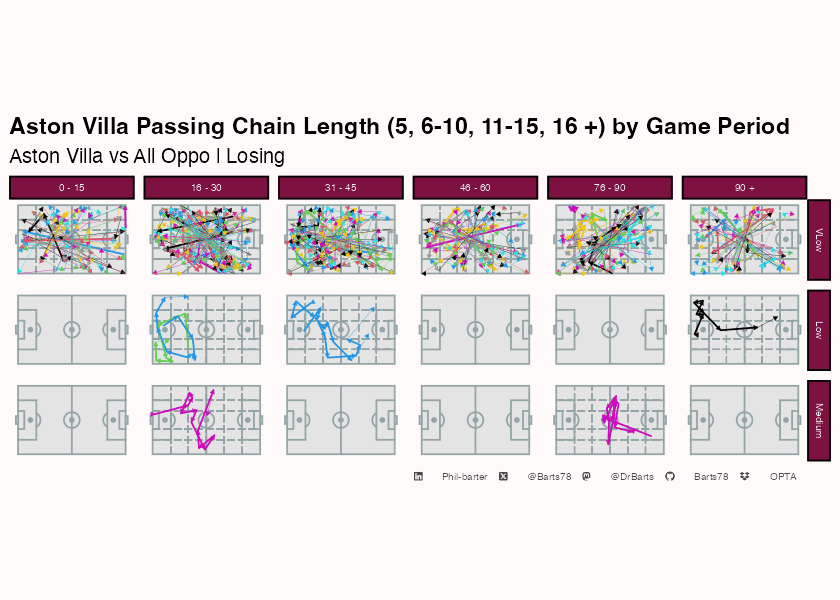 Aston Villa Passing Chain Length (5, 6-10, 11-15, 16 +) by Game Period
Aston Villa vs All Oppo I Losing
0 - 15 16 - 30 31 - 45 46 - 60 76 - 90 90 +
VLow
Low
Medium
Phil-barter @Barts78 @DrBarts Barts78 OPTA